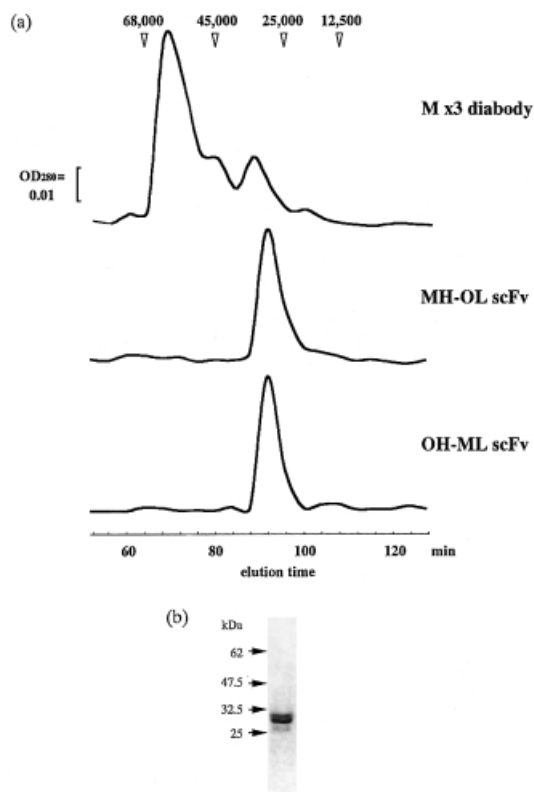 (a)
68,000 45,000 25,000 12,500
M x3 diabody
OD280=
0.01
MH-OL scFv
OH-ML scFv
60 80 100 120 min
elution time
(b)
kDa
62
47.5
32.5
25